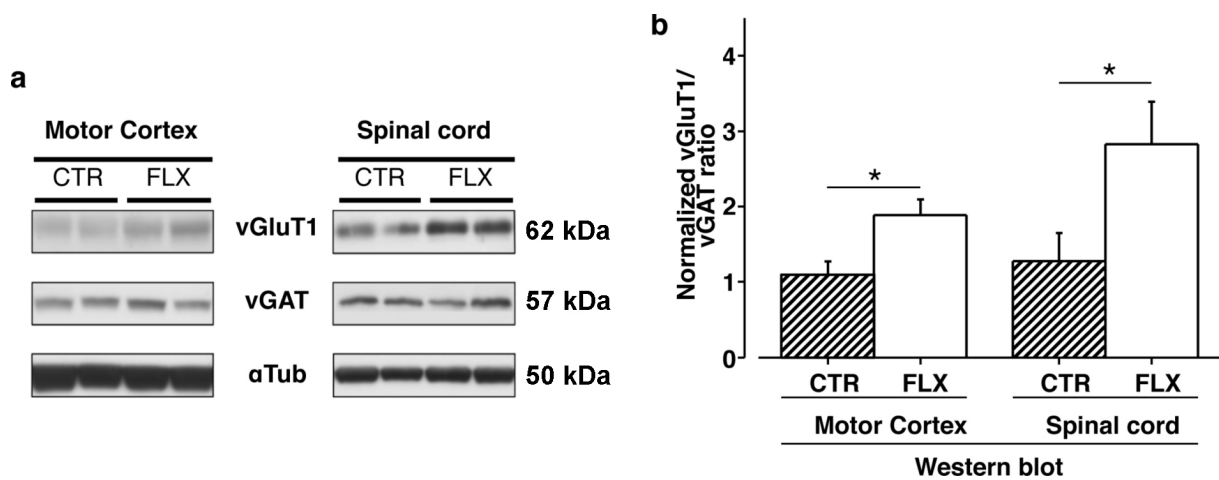 a
Motor Cortex
Spinal cord
CTR FLX
CTR FLX
vGluT1
62 kDa
vGAT
57 kDa
αTub
50 kDa
b
Normalized vGluT1/
vGAT ratio
4
3
2
1
0
*
*
CTR FLX CTR FLX
Motor Cortex Spinal cord
Western blot